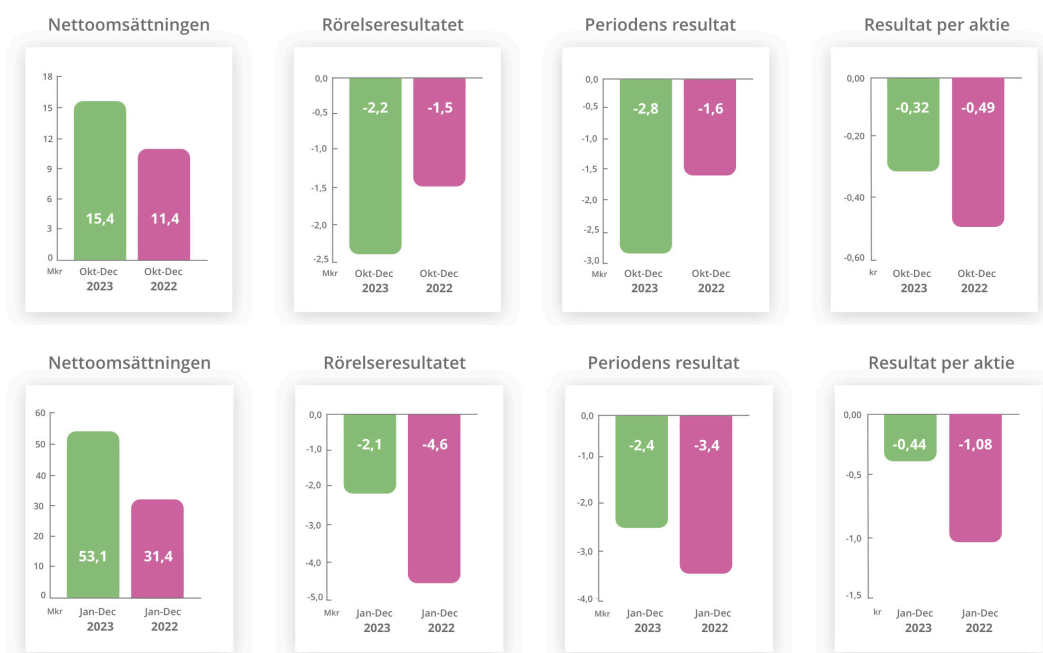 Nettoomsättningen
18
15
12
9
6
3
0
15,4
11,4
Mkr
Okt-Dec
2023
Okt-Dec
2022
Rörelseresultatet
0,0
-0,5
-1,0
-1,5
-2,0
-2,5
-2,2
-1,5
Mkr
Okt-Dec
2023
Okt-Dec
2022
Periodens resultat
0,0
-0,5
-1,0
-1,5
-2,0
-2,5
-3,0
-2,8
-1,6
Mkr
Okt-Dec
2023
Okt-Dec
2022
Resultat per aktie
0,00
-0,20
-0,40
-0,60
-0,32
-0,49
kr
Okt-Dec
2023
Okt-Dec
2022
Nettoomsättningen
60
50
40
30
20
10
0
53,1
31,4
Mkr
Jan-Dec
2023
Jan-Dec
2022
Rörelseresultatet
0,0
-1,0
-2,0
-3,0
-4,0
-5,0
-2,1
-4,6
Mkr
Jan-Dec
2023
Jan-Dec
2022
Periodens resultat
0,0
-1,0
-2,0
-3,0
-4,0
-2,4
-3,4
Mkr
Jan-Dec
2023
Jan-Dec
2022
Resultat per aktie
0,00
-0,5
-1,0
-1,5
-0,44
-1,08
kr
Jan-Dec
2023
Jan-Dec
2022